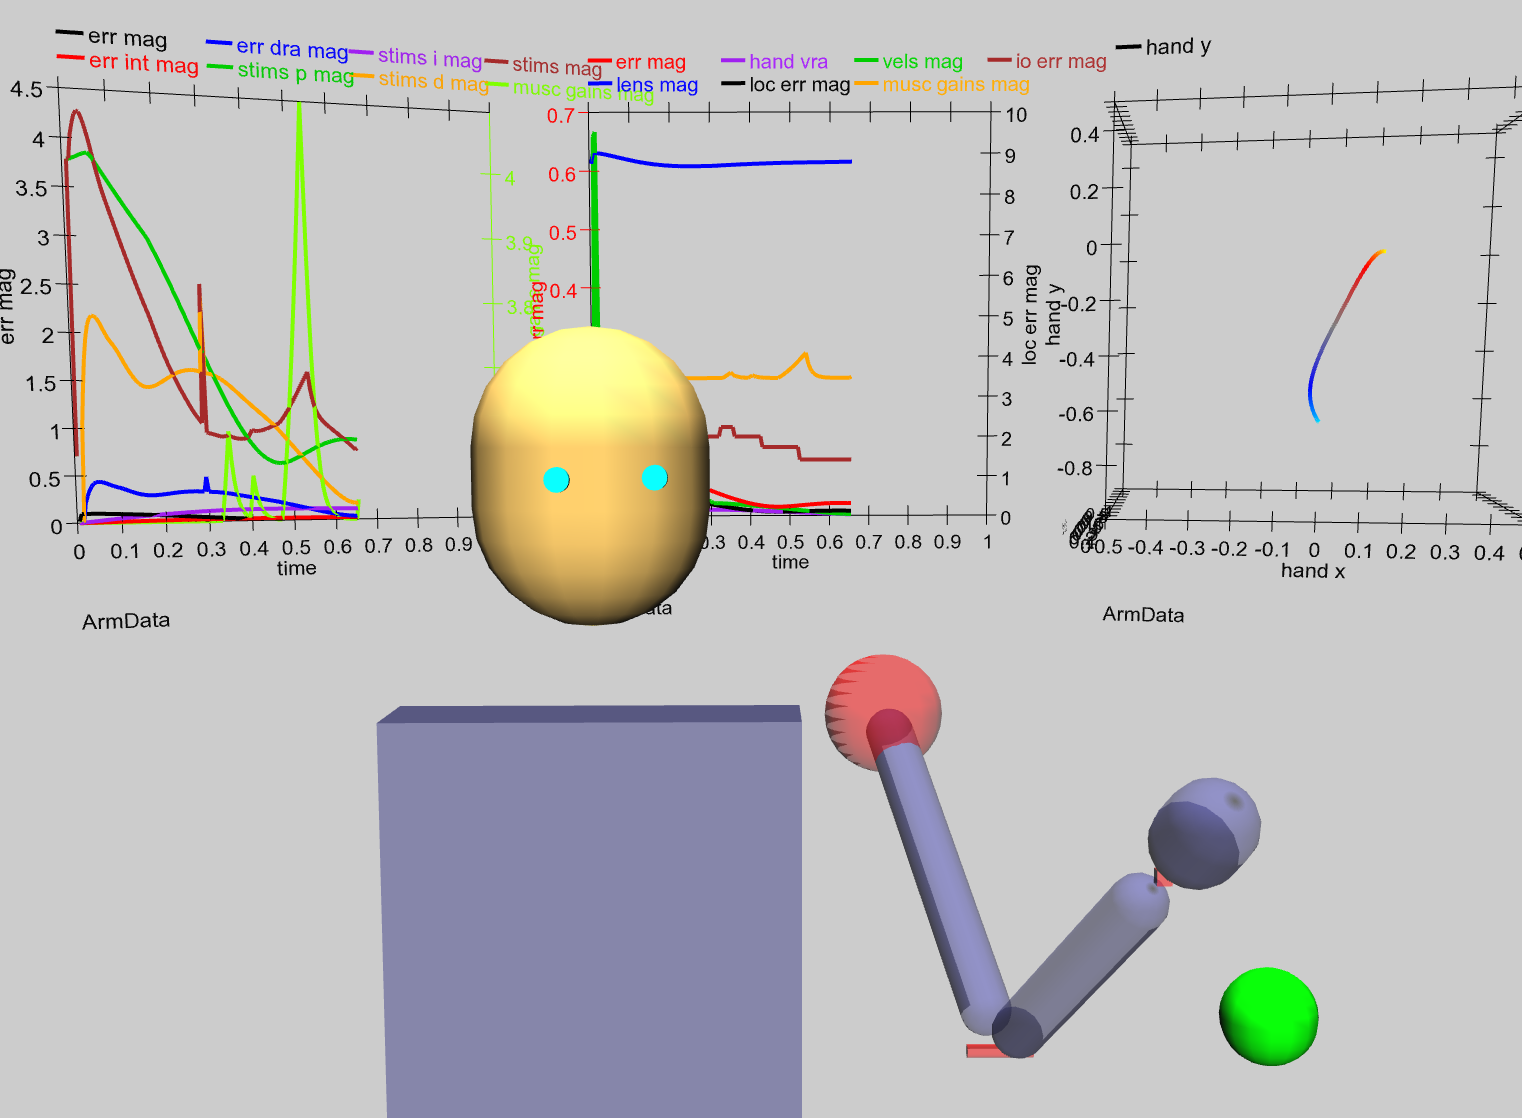 err mag
err int mag
err dra mag
stims p mag
stims i mag
stims d mag
stims mag
musc gains mag
4.5
4
3.5
3
2.5
2
1.5
1
0.5
0
err mag
0 0.1 0.2 0.3 0.4 0.5 0.6 0.7 0.8 0.9
time
4
3.9
3.8
ArmData
err mag
lens mag
hand vra
loc err mag
vels mag
musc gains mag
io err mag
0.7
0.6
0.5
0.4
10
9
8
7
6
5
4
3
2
1
0
loc err mag
0.3 0.4 0.5 0.6 0.7 0.8 0.9 1
time
hand y
0.4
0.2
0
-0.2
-0.4
-0.6
-0.8
hand y
-0.4 -0.3 -0.2 -0.1 0 0.1 0.2 0.3 0.4
hand x
ArmData